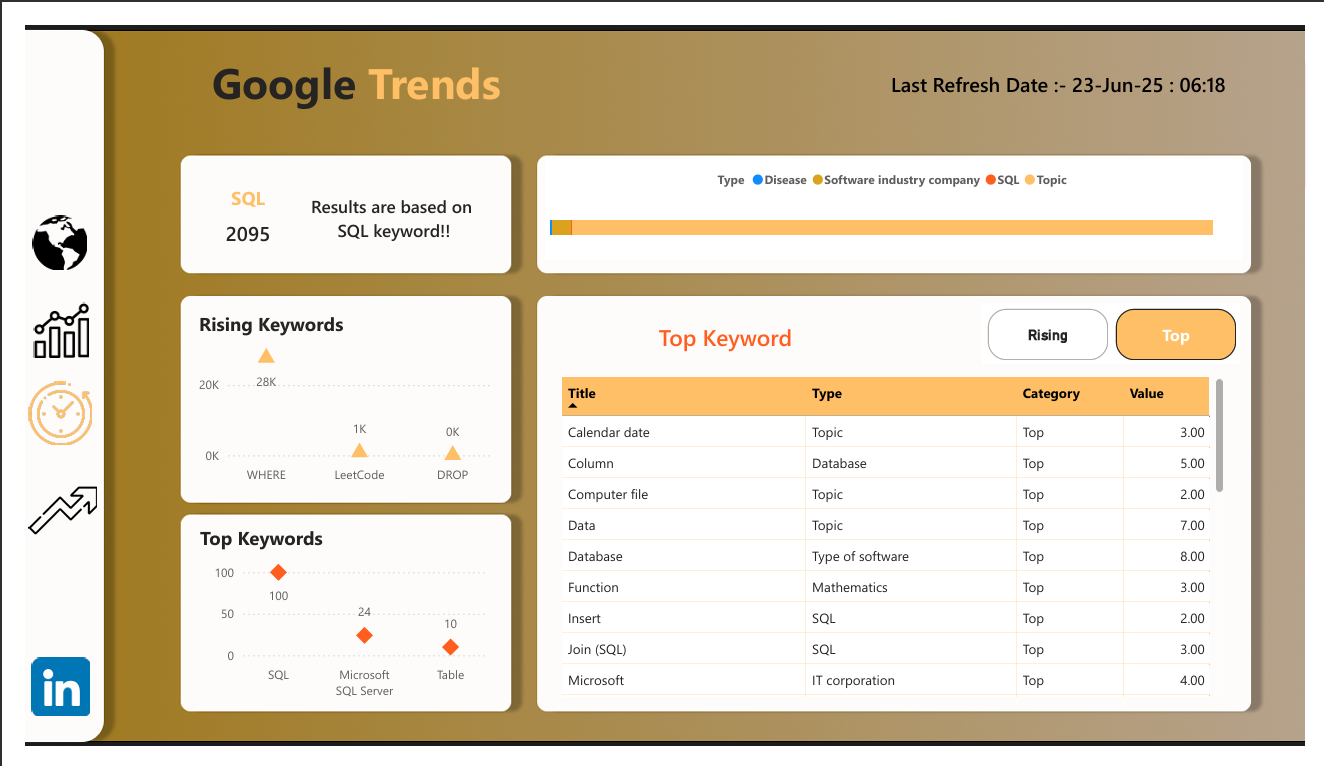 Google Trends
Last Refresh Date :- 23-Jun-25 : 06:18
SQL
2095
Results are based on
SQL keyword!!
Type Disease Software industry company SQL Topic
Rising Keywords
20K
28K
1K
0K
0K
WHERE LeetCode DROP
Top Keywords
100
100
50
24
10
0
SQL Microsoft Table
SQL Server
Top Keyword
Rising
Top
Title Type Category Value
Calendar date Topic Top 3.00
Column Database Top 5.00
Computer file Topic Top 2.00
Data Topic Top 7.00
Database Type of software Top 8.00
Function Mathematics Top 3.00
Insert SQL Top 2.00
Join (SQL) SQL Top 3.00
Microsoft IT corporation Top 4.00
in